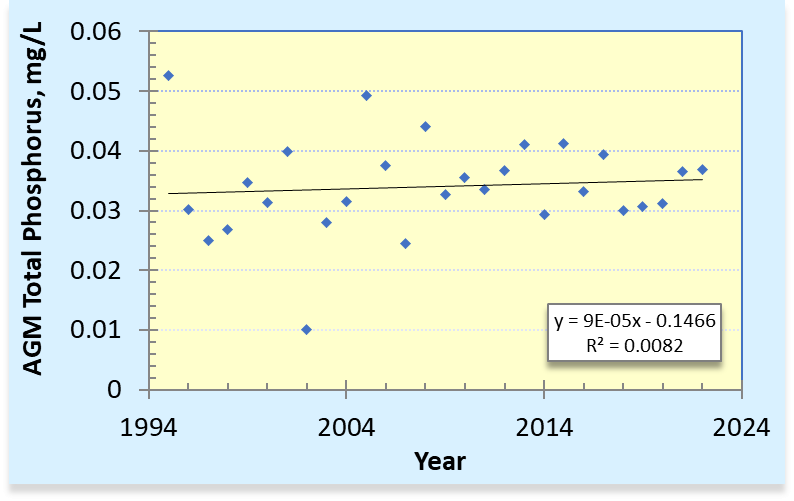 AGM Total Phosphorus, mg/L
0.06
0.05
0.04
0.03
0.02
0.01
0
y = 9E-05x - 0.1466
R² = 0.0082
1994 2004 2014 2024
Year